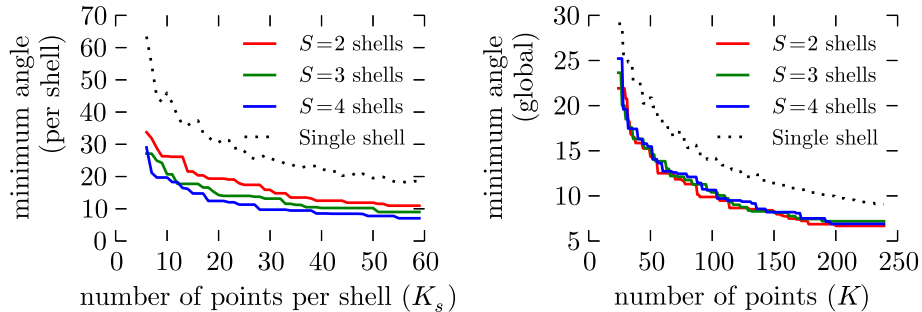 minimum angle
(per shell)
70
60
50
40
30
20
10
0
S=2 shells
S=3 shells
S=4 shells
Single shell
0 10 20 30 40 50 60
number of points per shell (K_s)
minimum angle
(global)
30
25
20
15
10
5
S=2 shells
S=3 shells
S=4 shells
Single shell
0 50 100 150 200 250
number of points (K)